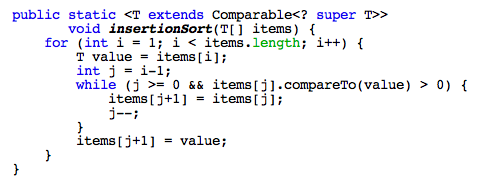 public static <T extends Comparable<? super T>>
        void insertionSort(T[] items) {
    for (int i = 1; i < items.length; i++) {
        T value = items[i];
        int j = i-1;
        while (j >= 0 && items[j].compareTo(value) > 0) {
            items[j+1] = items[j];
            j--;
        }
        items[j+1] = value;
    }
}